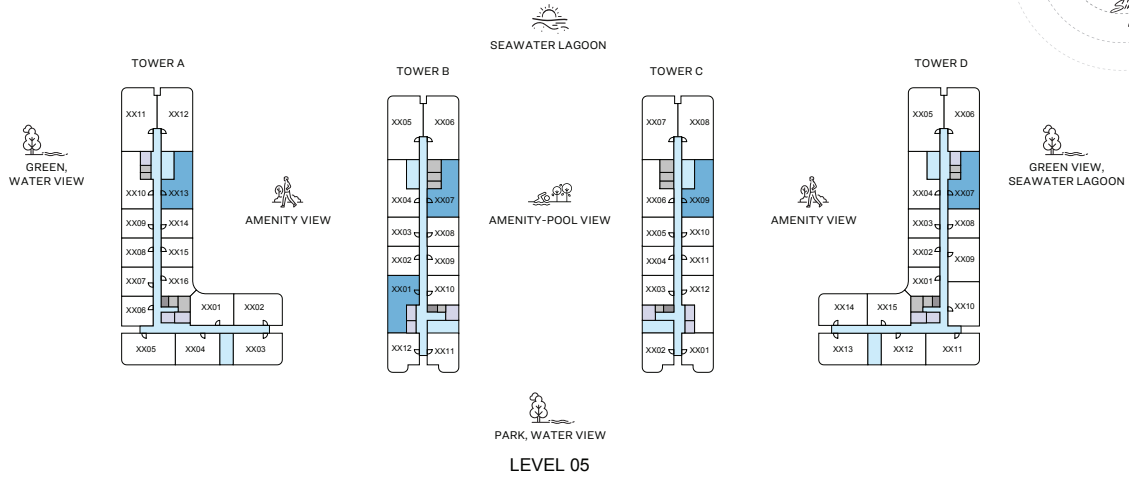 SEAWATER LAGOON
TOWER A
TOWER B
TOWER C
TOWER D
GREEN,
WATER VIEW
AMENITY VIEW
AMENITY-POOL VIEW
AMENITY VIEW
GREEN VIEW,
SEAWATER LAGOON
XX11 XX12
XX10 XX13
XX09 XX14
XX08 XX15
XX07 XX16
XX06 XX01 XX02
XX05 XX04 XX03
XX05 XX06
XX04 XX07
XX03 XX08
XX02 XX09
XX01 XX10
XX12 XX11
XX07 XX08
XX06 XX09
XX05 XX10
XX04 XX11
XX03 XX12
XX02 XX01
XX05 XX06
XX04 XX07
XX03 XX08
XX02 XX09
XX01
XX14 XX15 XX10
XX13 XX12 XX11
PARK, WATER VIEW
LEVEL 05